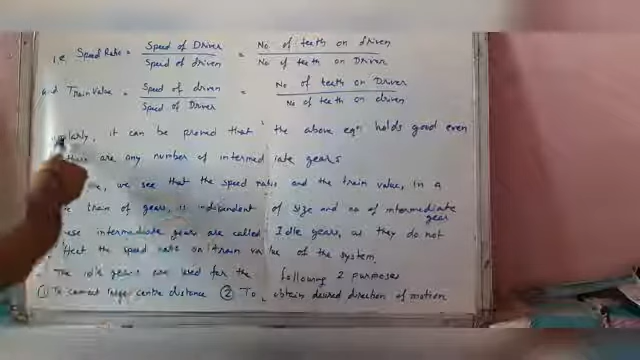 i.e Speed Ratio = Speed of Driver / Speed of driven = No of teeth on driven / No of teeth on Driver
and Train Value = Speed of driven / Speed of Driver = No of teeth on Driver / No of teeth on driven
it can be proved that the above eqn holds good even
are any number of intermediate gears
we see that the speed ratio and the train value, in a
train of gears, is independent of size and no of intermediate gear
intermediate gears are called Idle gears, as they do not
the speed ratio or train value of the system.
The idle gears are used for the following 2 purposes
① To connect large centre distance ② To obtain desired direction of motion